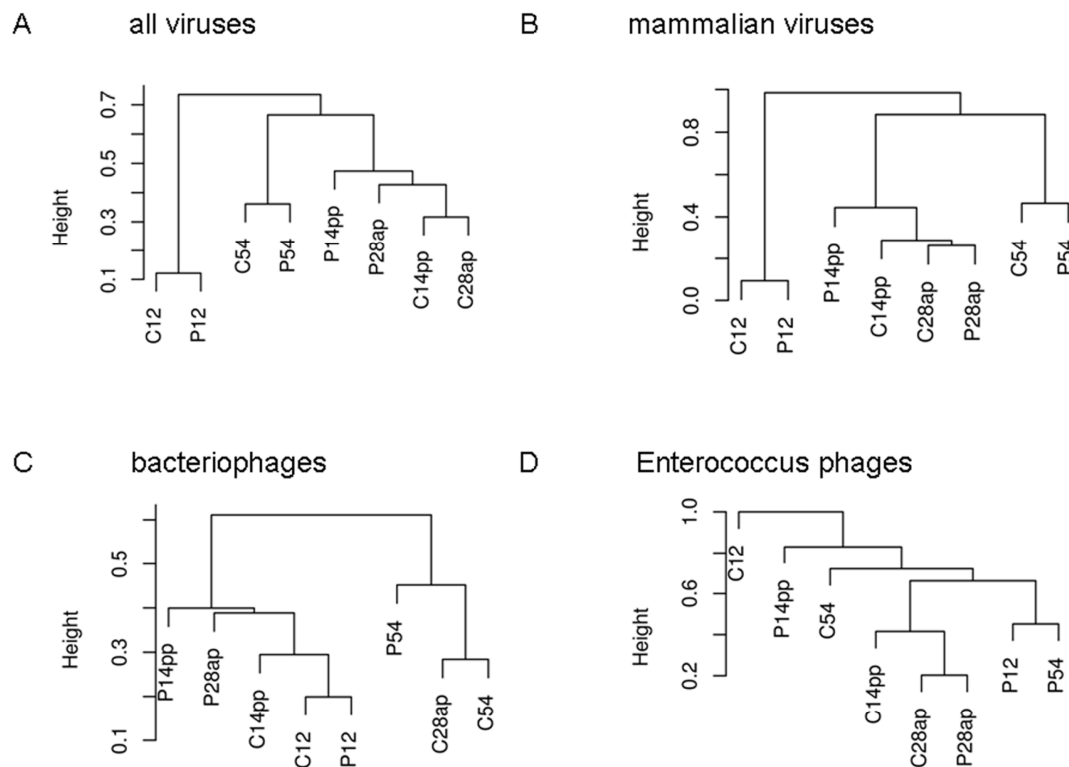 A all viruses
Height
0.7
0.5
0.3
0.1
C12
P12
C54
P54
P14pp
P28ap
C14pp
C28ap
B mammalian viruses
Height
0.8
0.4
0.0
C12
P12
P14pp
C14pp
C28ap
P28ap
C54
P54
C bacteriophages
Height
0.5
0.3
0.1
P14pp
P28ap
C14pp
C12
P12
P54
C28ap
C54
D Enterococcus phages
Height
1.0
0.6
0.2
C12
P14pp
C54
C14pp
C28ap
P28ap
P12
P54